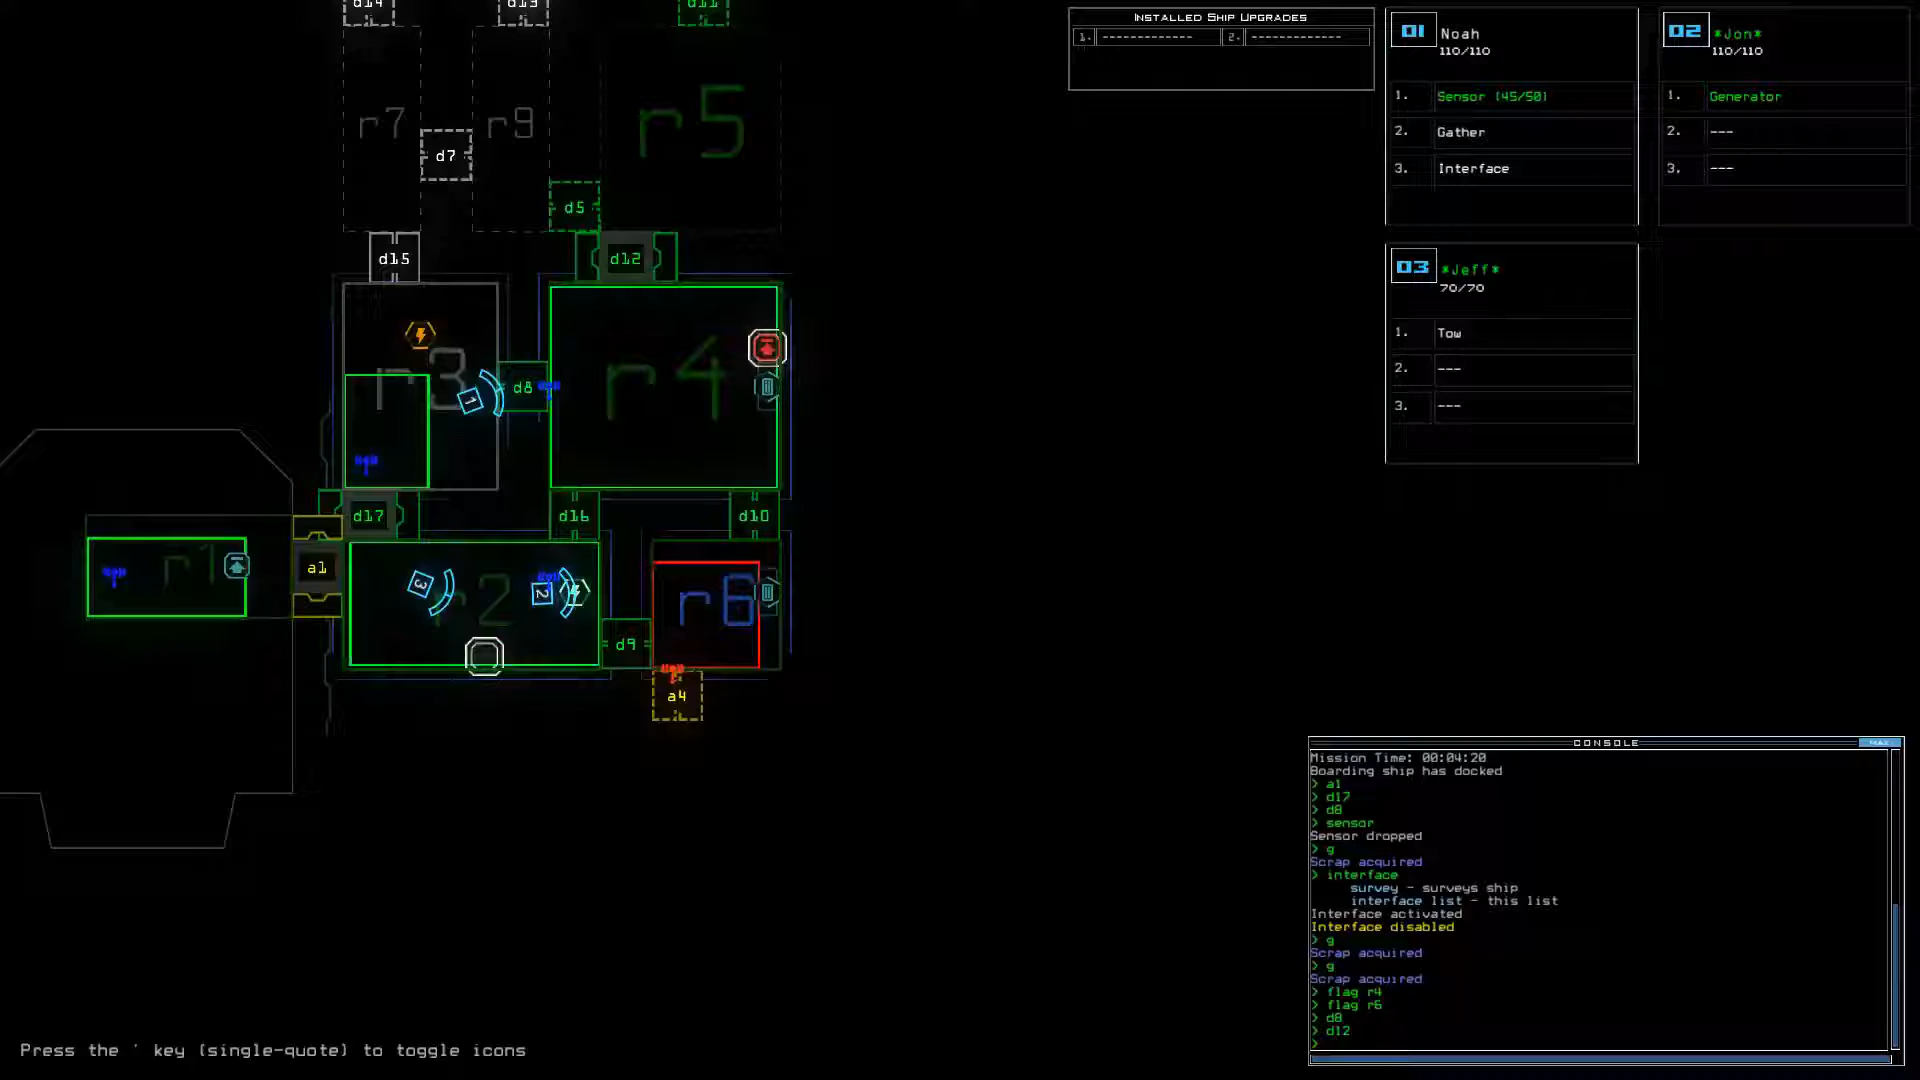 d14
d13
d11
r7
r9
r5
d7
d5
d15
d12
r3
r4
1
d8
d17
d16
d10
r1
a1
3
r2
2
r6
d9
a4
Installed Ship Upgrades
1. -------------
2. -------------
01 Noah
110/110
1. Sensor (45/50)
2. Gather
3. Interface
02 *Jon*
110/110
1. Generator
2. ---
3. ---
03 *Jeff*
70/70
1. Tow
2. ---
3. ---
CONSOLE
MAX
Mission Time: 00:04:20
Boarding ship has docked
> a1
> d17
> d8
> sensor
Sensor dropped
> g
Scrap acquired
> interface
survey - surveys ship
interface list - this list
Interface activated
Interface disabled
> g
Scrap acquired
> g
Scrap acquired
> flag r4
> flag r6
> d8
> d12
>
Press the ' key (single-quote) to toggle icons